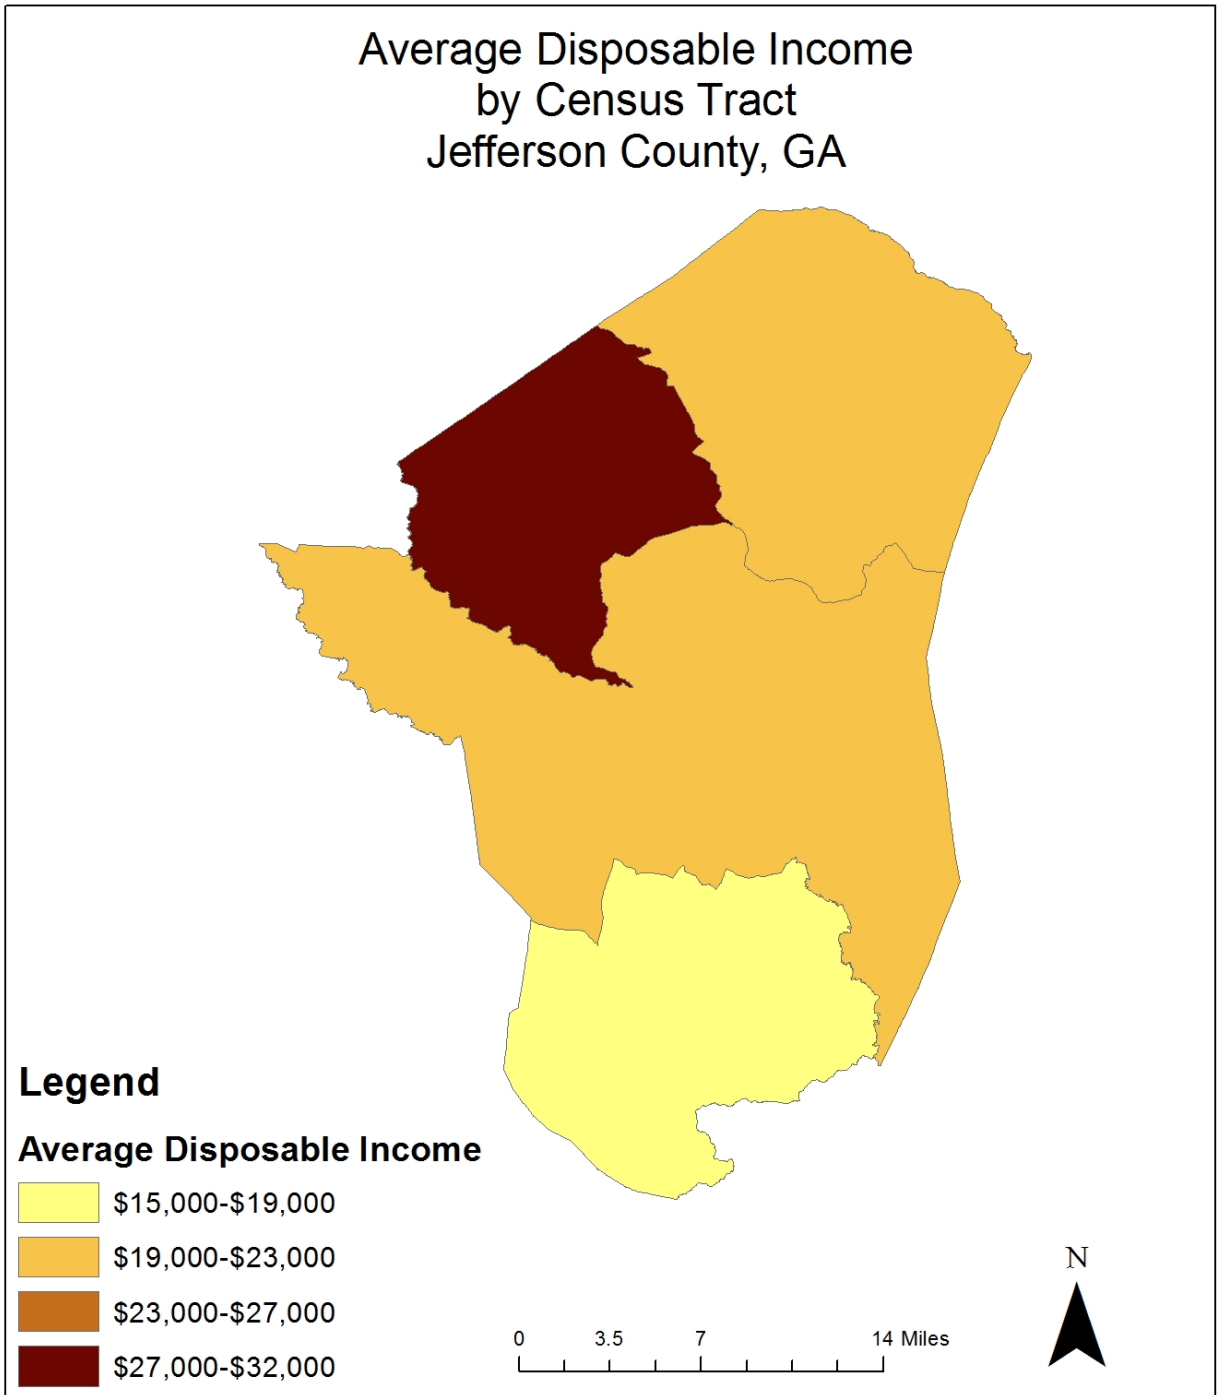 Average Disposable Income
by Census Tract
Jefferson County, GA
Legend
Average Disposable Income
$15,000-$19,000
$19,000-$23,000
$23,000-$27,000
$27,000-$32,000
0 3.5 7 14 Miles
N